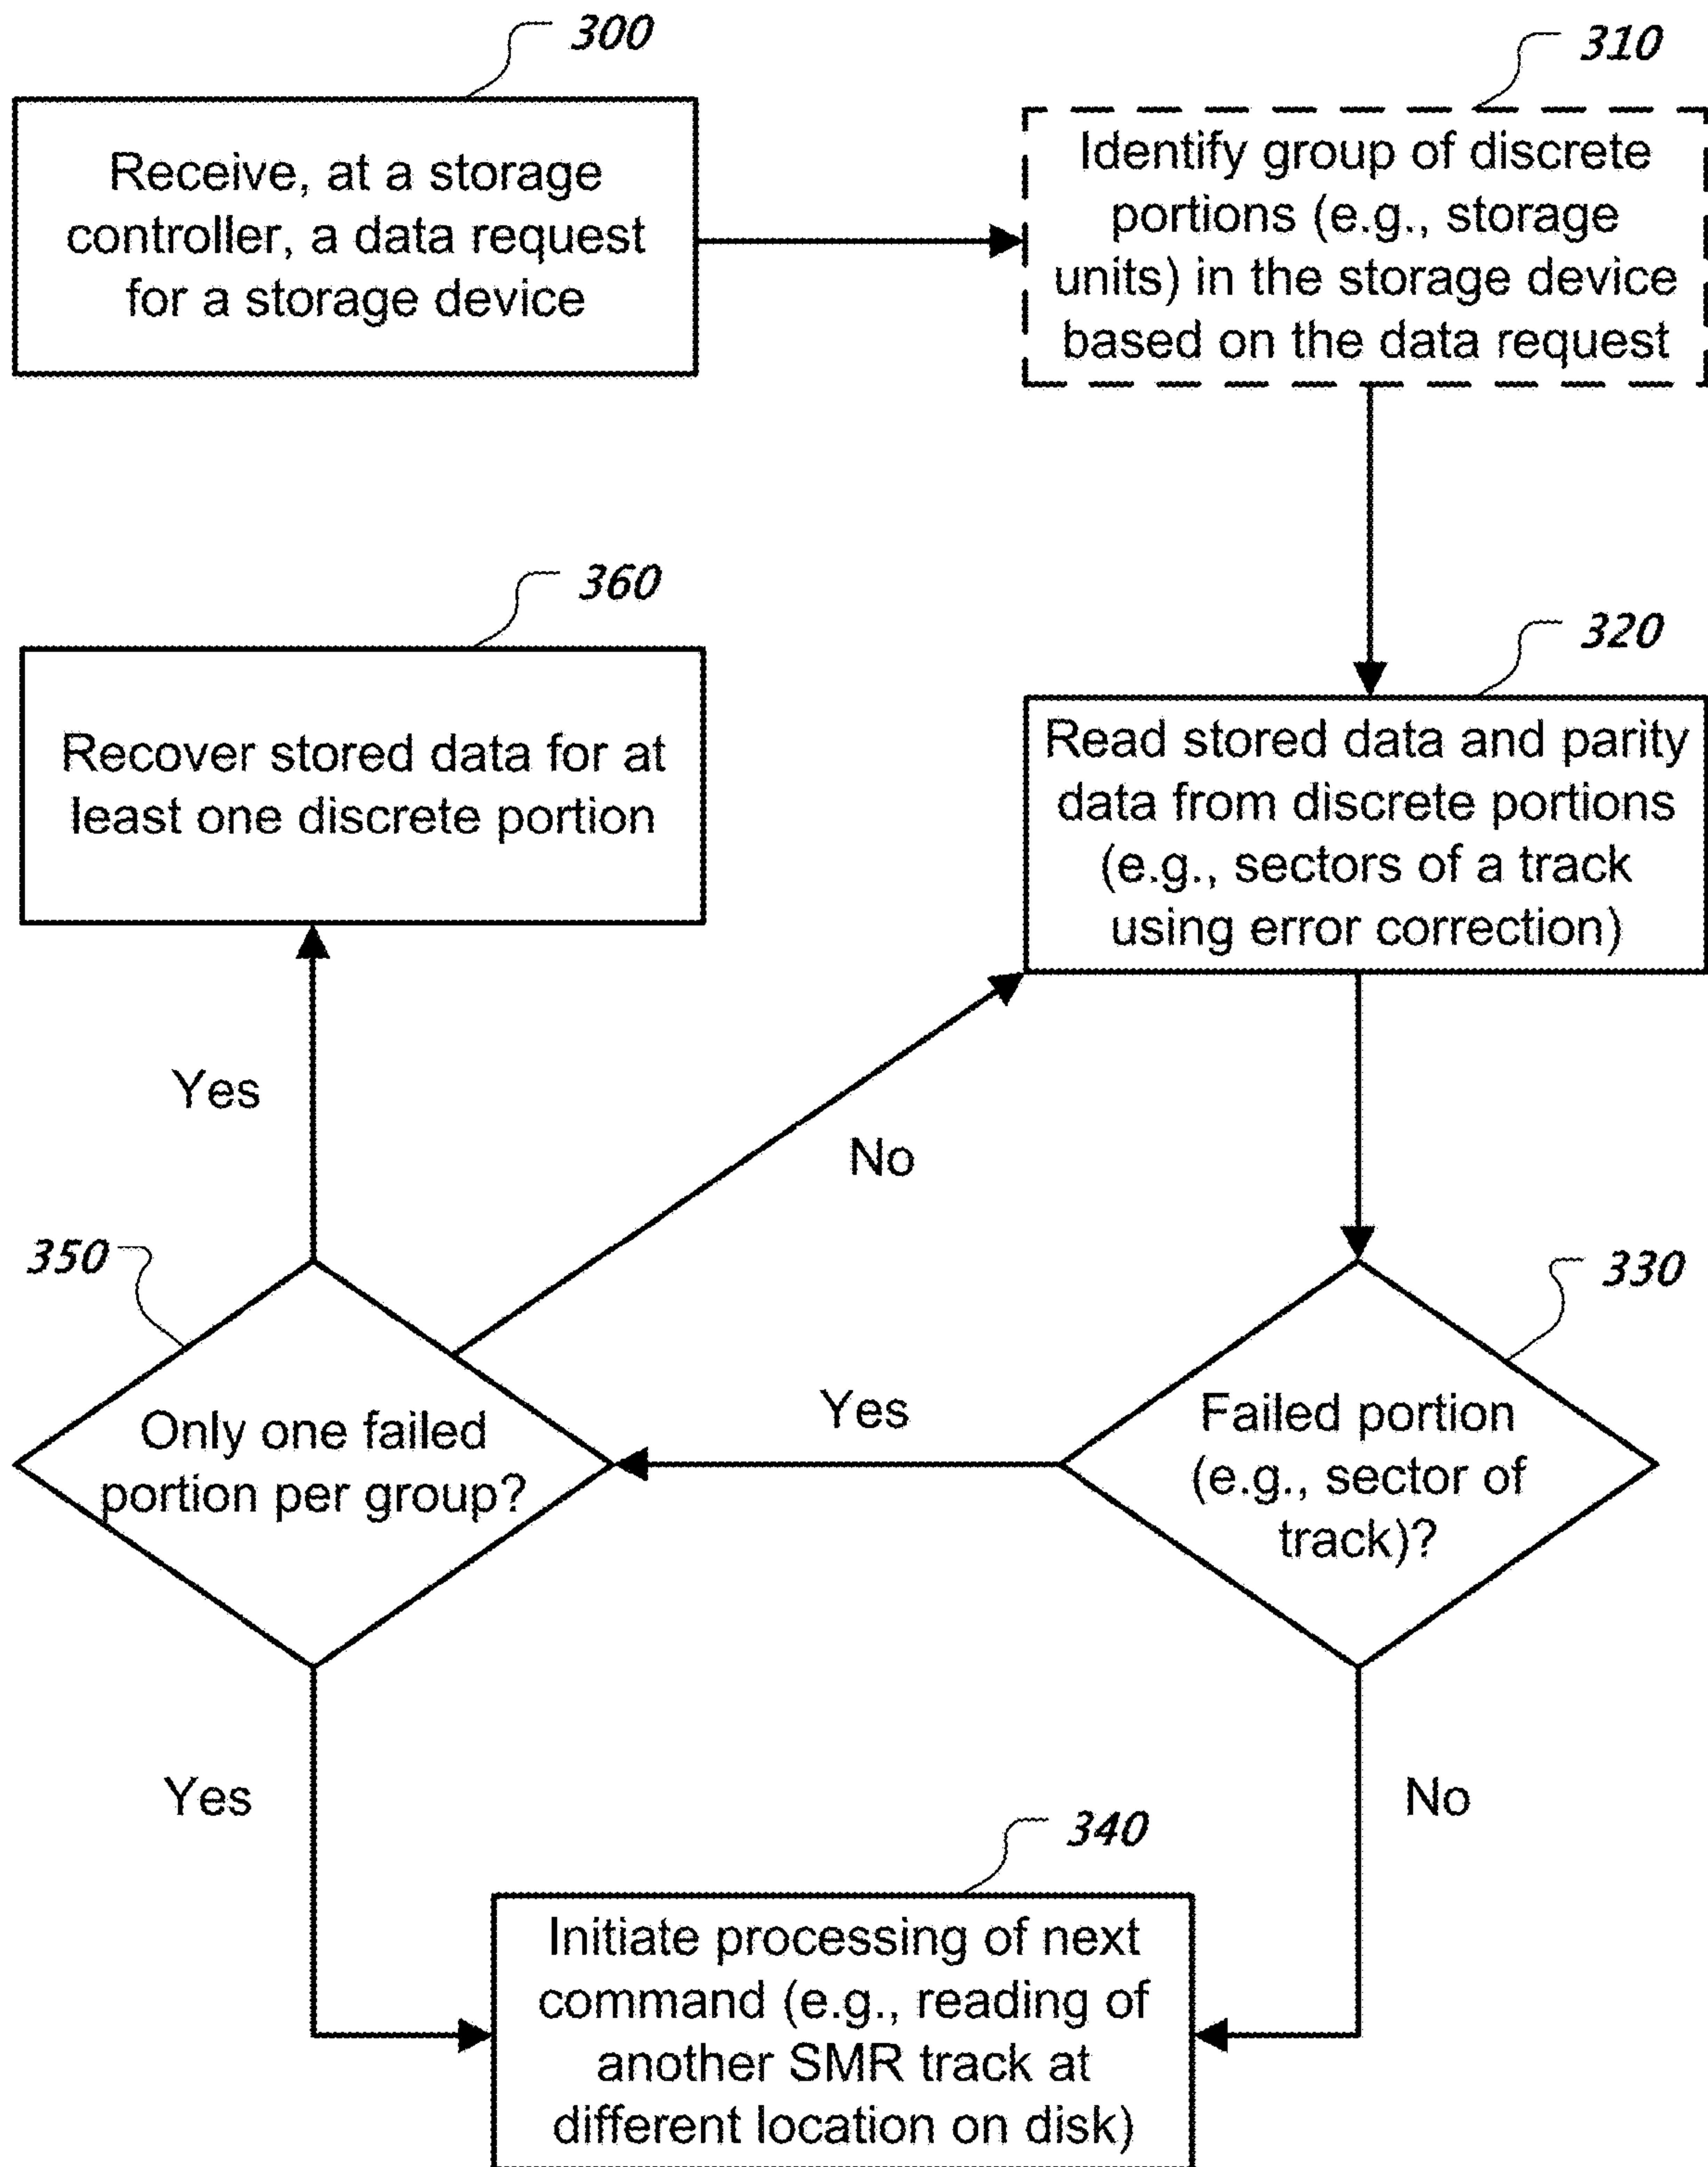 300
Receive, at a storage
controller, a data request
for a storage device
310
Identify group of discrete
portions (e.g., storage
units) in the storage device
based on the data request
320
Read stored data and parity
data from discrete portions
(e.g., sectors of a track
using error correction)
360
Recover stored data for at
least one discrete portion
Yes
No
330
Failed portion
(e.g., sector of
track)?
Yes
350
Only one failed
portion per group?
Yes
No
340
Initiate processing of next
command (e.g., reading of
another SMR track at
different location on disk)